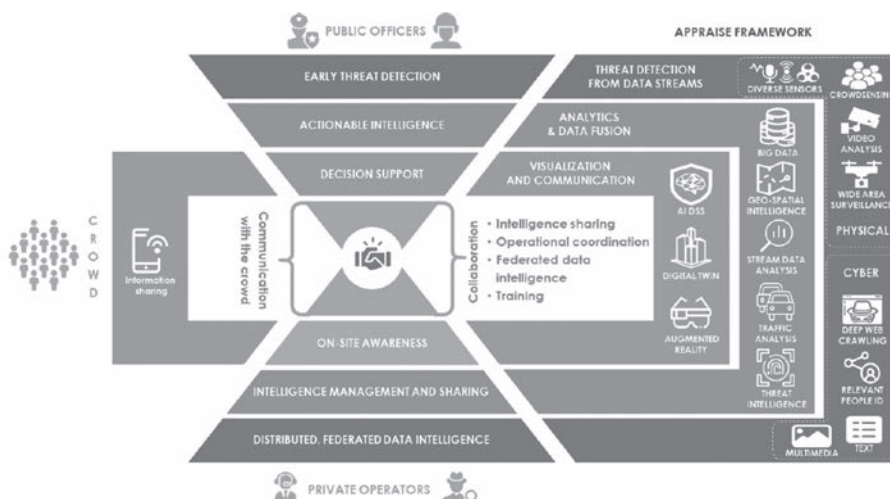 PUBLIC OFFICERS
APPRAISE FRAMEWORK
EARLY THREAT DETECTION
ACTIONABLE INTELLIGENCE
DECISION SUPPORT
THREAT DETECTION
FROM DATA STREAMS
ANALYTICS
& DATA FUSION
VISUALIZATION
AND COMMUNICATION
DIVERSE SENSORS
CROWDSENSIN
VIDEO
ANALYSIS
WIDE AREA
SURVEILLANCE
PHYSICAL
BIG DATA
GEO-SPATIAL
INTELLIGENCE
STREAM DATA
ANALYSIS
TRAFFIC
ANALYSIS
THREAT
INTELLIGENCE
AI DSS
DIGITAL TWIN
AUGMENTED
REALITY
CROWD
Information
sharing
Communication
with the crowd
Collaboration
• Intelligence sharing
• Operational coordination
• Federated data
intelligence
• Training
CYBER
DEEP WEB
CRAWLING
RELEVANT
PEOPLE ID
MULTIMEDIA
TEXT
ON-SITE AWARENESS
INTELLIGENCE MANAGEMENT AND SHARING
DISTRIBUTED, FEDERATED DATA INTELLIGENCE
PRIVATE OPERATORS